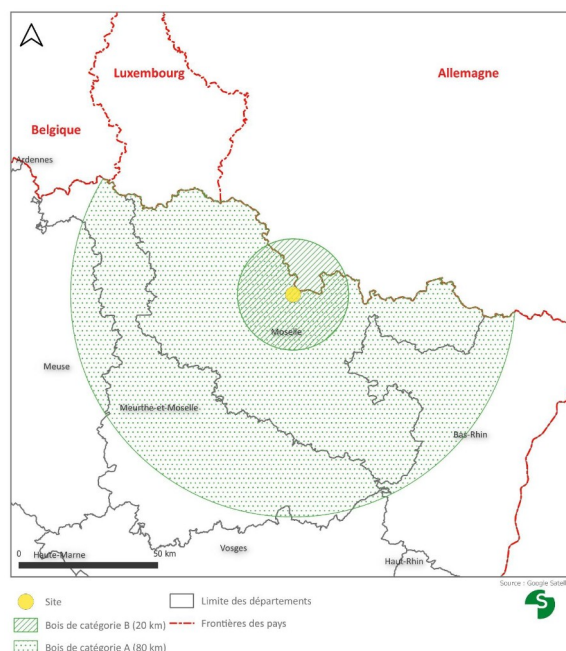 Luxembourg
Allemagne
Belgique
Ardennes
Moselle
Meuse
Meurthe-et-Moselle
Bas-Rhin
Haute-Marne
Vosges
Haut-Rhin
0 50 km
Source : Google Satell
Site
Limite des départements
Bois de catégorie B (20 km)
Frontières des pays
Bois de catégorie A (80 km)